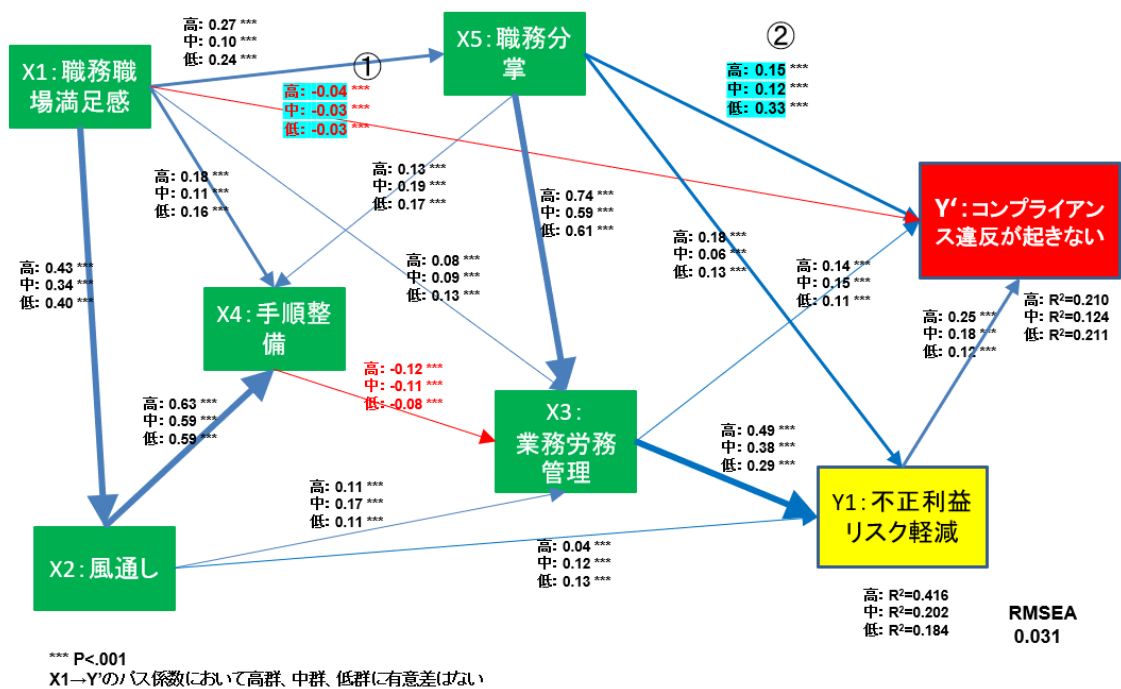 高: 0.27 ***
中: 0.10 ***
低: 0.24 ***
X1:職務職
場満足感
①
X5:職務分
掌
②
高: 0.15 ***
中: 0.12 ***
低: 0.33 ***
高: -0.04 ***
中: -0.03 ***
低: -0.03 ***
高: 0.18 ***
中: 0.11 ***
低: 0.16 ***
高: 0.13 ***
中: 0.19 ***
低: 0.17 ***
高: 0.74 ***
中: 0.59 ***
低: 0.61 ***
Y‘:コンプライアン
ス違反が起きない
高: 0.43 ***
中: 0.34 ***
低: 0.40 ***
高: 0.08 ***
中: 0.09 ***
低: 0.13 ***
高: 0.18 ***
中: 0.06 ***
低: 0.13 ***
高: 0.14 ***
中: 0.15 ***
低: 0.11 ***
X4:手順整
備
高: R²=0.210
中: R²=0.124
低: R²=0.211
高: 0.25 ***
中: 0.18 ***
低: 0.12 ***
高: -0.12 ***
中: -0.11 ***
低: -0.08 ***
高: 0.63 ***
中: 0.59 ***
低: 0.59 ***
X3:
業務労務
管理
高: 0.49 ***
中: 0.38 ***
低: 0.29 ***
高: 0.11 ***
中: 0.17 ***
低: 0.11 ***
Y1:不正利益
リスク軽減
X2:風通し
高: 0.04 ***
中: 0.12 ***
低: 0.13 ***
高: R²=0.416
中: R²=0.202
低: R²=0.184
RMSEA
0.031
*** P<.001
X1→Y'のパス係数において高群、中群、低群に有意差はない